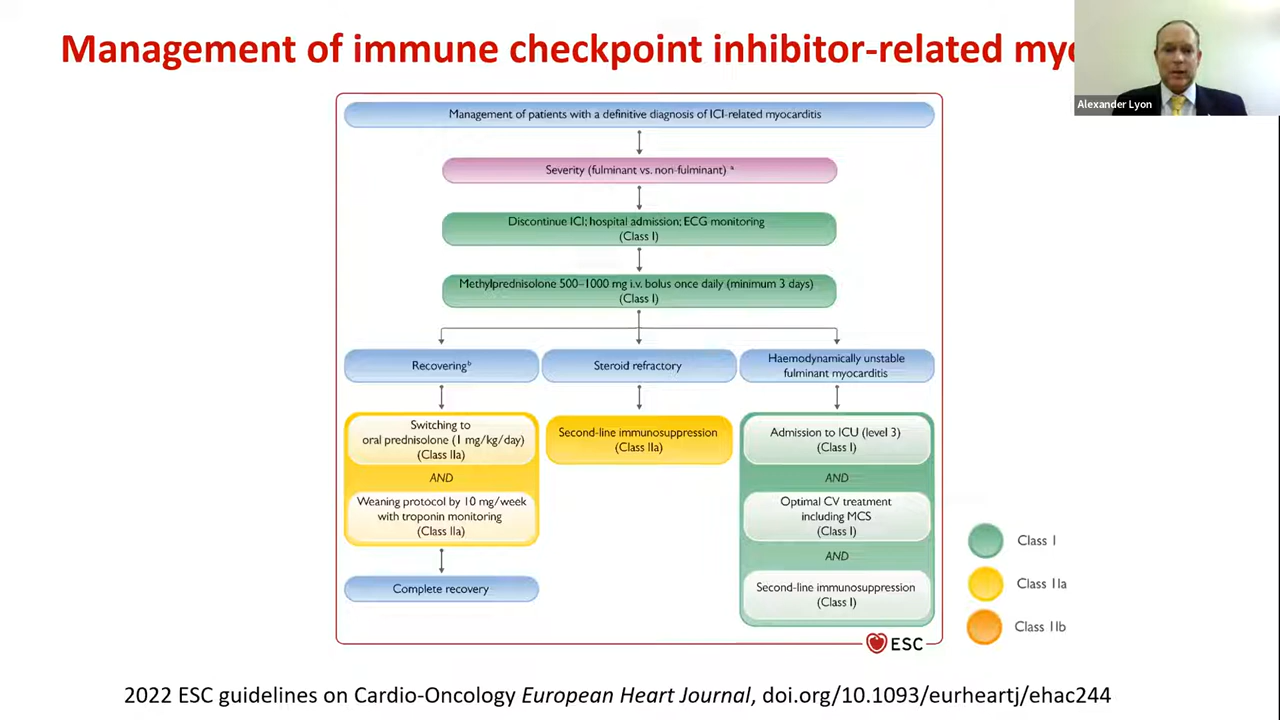 Management of immune checkpoint inhibitor-related
Alexander Lyon
Management of patients with a definitive diagnosis of ICI-related myocarditis
Severity (fulminant vs. non-fulminant) a
Discontinue ICI; hospital admission; ECG monitoring
(Class I)
Methylprednisolone 500–1000 mg i.v. bolus once daily (minimum 3 days)
(Class I)
Recovering b
Steroid refractory
Haemodynamically unstable
fulminant myocarditis
Switching to
oral prednisolone (1 mg/kg/day)
(Class IIa)
AND
Weaning protocol by 10 mg/week
with troponin monitoring
(Class IIa)
Complete recovery
Second-line immunosuppression
(Class IIa)
Admission to ICU (level 3)
(Class I)
AND
Optimal CV treatment
including MCS
(Class I)
AND
Second-line immunosuppression
(Class I)
Class I
Class IIa
Class IIb
ESC
2022 ESC guidelines on Cardio-Oncology European Heart Journal, doi.org/10.1093/eurheartj/ehac244